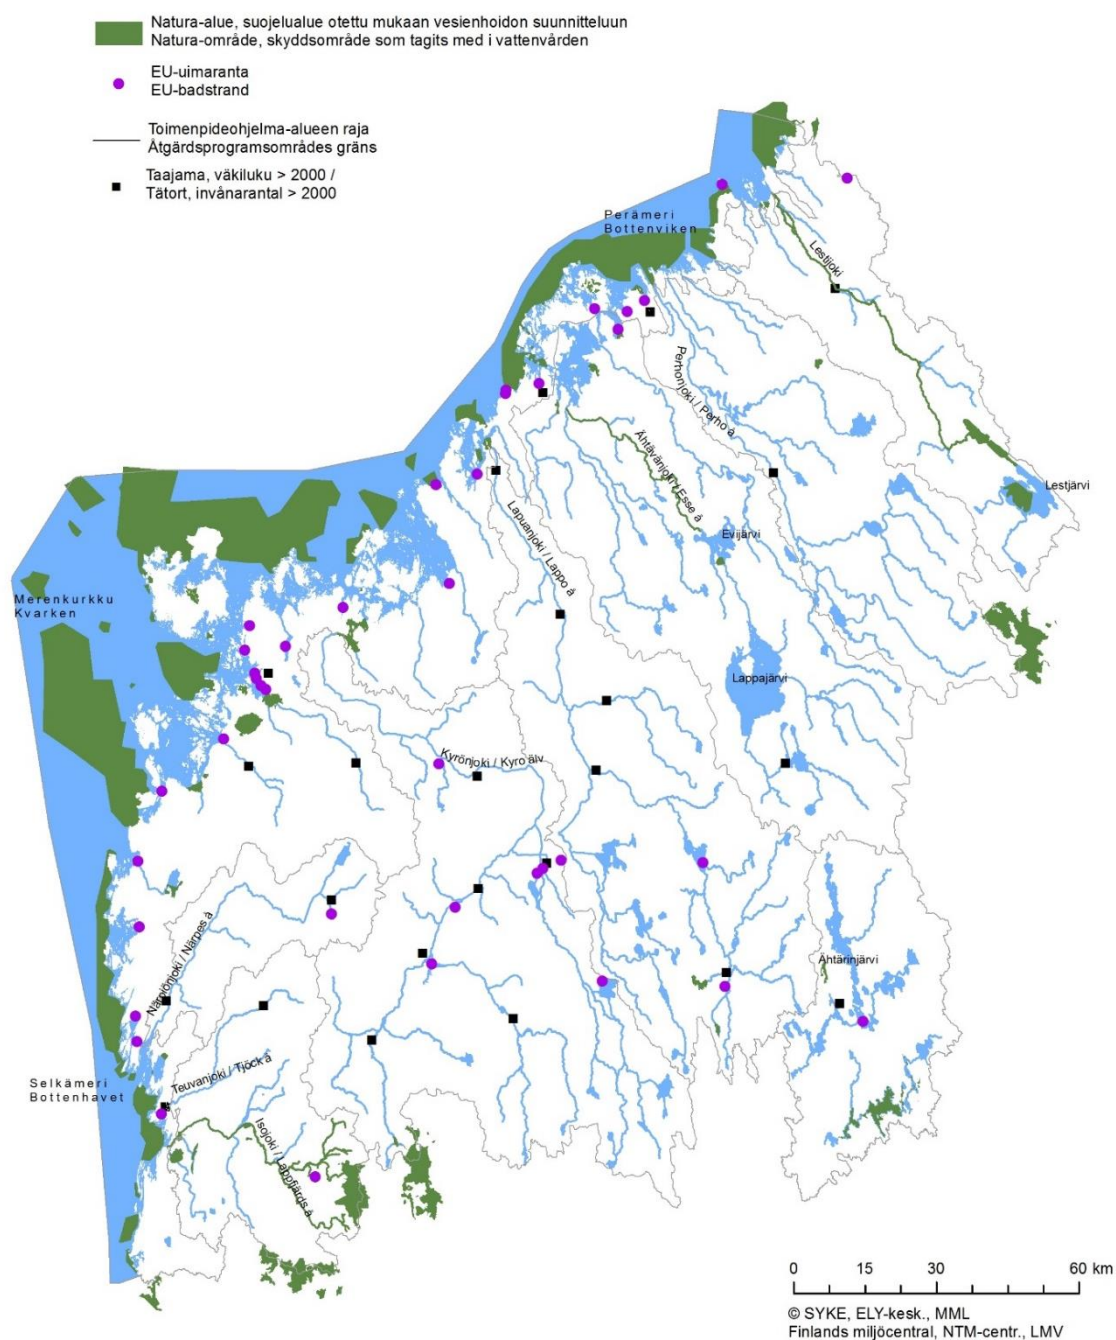 Natura-alue, suojelualue otettu mukaan vesienhoidon suunnitteluun
Natura-område, skyddsområde som tagits med i vattenvården
EU-uimaranta
EU-badstrand
Toimenpideohjelma-alueen raja
Åtgärdsprogramsområdes gräns
Taajama, väkiluku > 2000 /
Tätort, invånarantal > 2000
Perämeri
Bottenviken
Lestijoki
Perhonjoki / Perho å
Ähtävänjoki / Esse å
Lestjärvi
Lapuanjoki / Lappo å
Evijärvi
Merenkurkku
Kvarken
Lappajärvi
Kyrönjoki / Kyro älv
Närpiönjoki / Närpes å
Ähtärinjärvi
Selkämeri
Bottenhavet
Teuvanjoki / Tjöck å
Isojoki / Lappfjärds å
0 15 30 60 km
© SYKE, ELY-kesk., MML
Finlands miljöcentral, NTM-centr., LMV